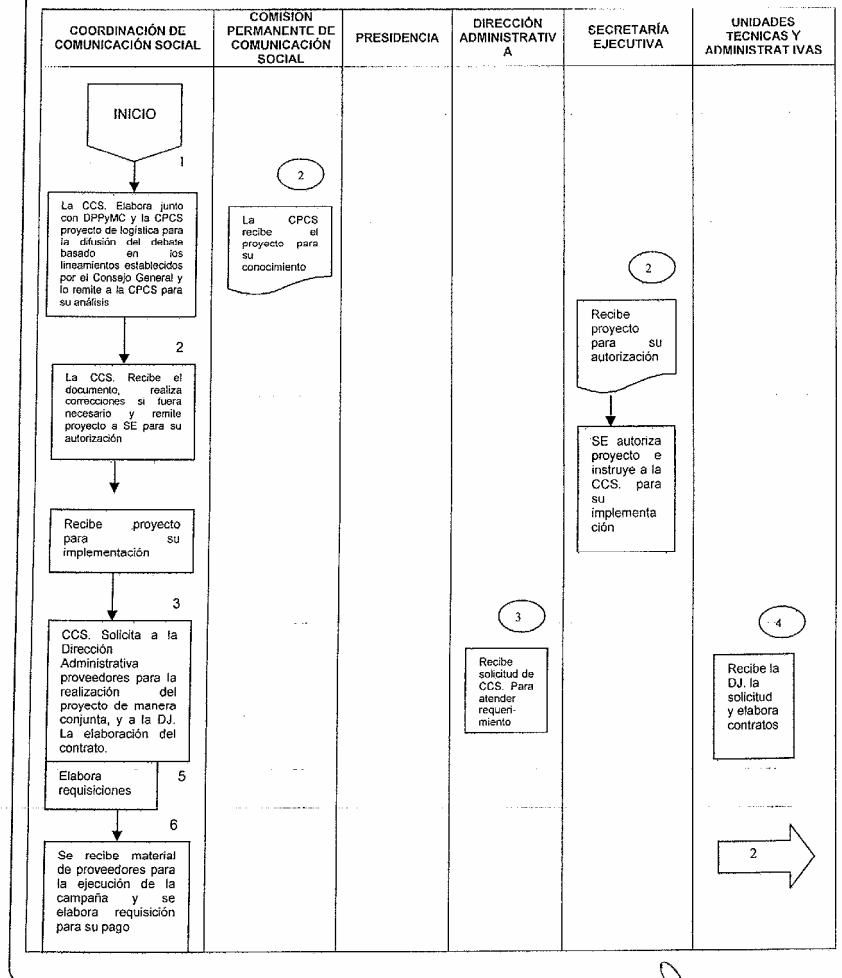 COORDINACIÓN DE
COMUNICACIÓN SOCIAL
COMISIÓN
PERMANENTE DE
COMUNICACIÓN
SOCIAL
PRESIDENCIA
DIRECCIÓN
ADMINISTRATIV
A
SECRETARÍA
EJECUTIVA
UNIDADES
TECNICAS Y
ADMINISTRAT IVAS
INICIO
1
La CCS. Elabora junto
con DPPyMC y la CPCS
proyecto de logística para
la difusión del debate
basado en los
lineamientos establecidos
por el Consejo General y
lo remite a la CPCS para
su análisis
2
La CCS. Recibe el
documento, realiza
correcciones si fuera
necesario y remite
proyecto a SE para su
autorización
Recibe proyecto
para su
implementación
3
CCS. Solicita a la
Dirección
Administrativa
proveedores para la
realización del
proyecto de manera
conjunta, y a la DJ.
La elaboración del
contrato.
Elabora
requisiciones
5
6
Se recibe material
de proveedores para
la ejecución de la
campaña y se
elabora requisición
para su pago
2
La CPCS
recibe el
proyecto para
su
conocimiento
3
Recibe
solicitud de
CCS. Para
atender
requeri-
miento
2
Recibe
proyecto
para su
autorización
SE autoriza
proyecto e
instruye a la
CCS. para
su
implementa
ción
4
Recibe la
DJ. la
solicitud
y elabora
contratos
2